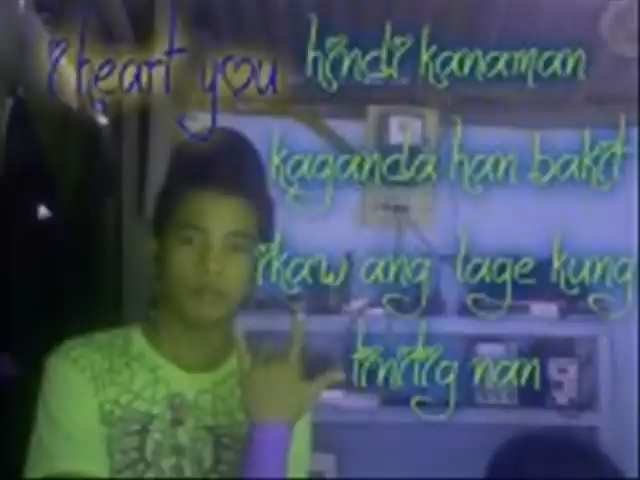 i heart you
hindi kanaman
kaganda han bakit
ikaw ang lage kung
tinitig nan